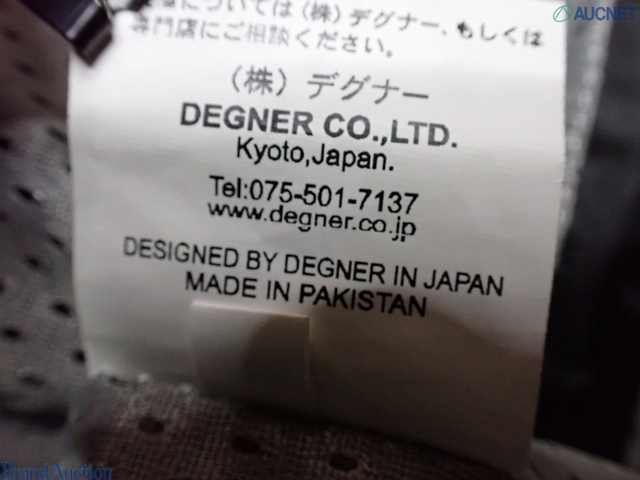 については(株)デグナー、もしくは
専門店にご相談ください。
(株)デグナー
DEGNER CO.,LTD.
Kyoto,Japan.
Tel:075-501-7137
www.degner.co.jp
DESIGNED BY DEGNER IN JAPAN
MADE IN PAKISTAN
AUCNET
Brand Auction